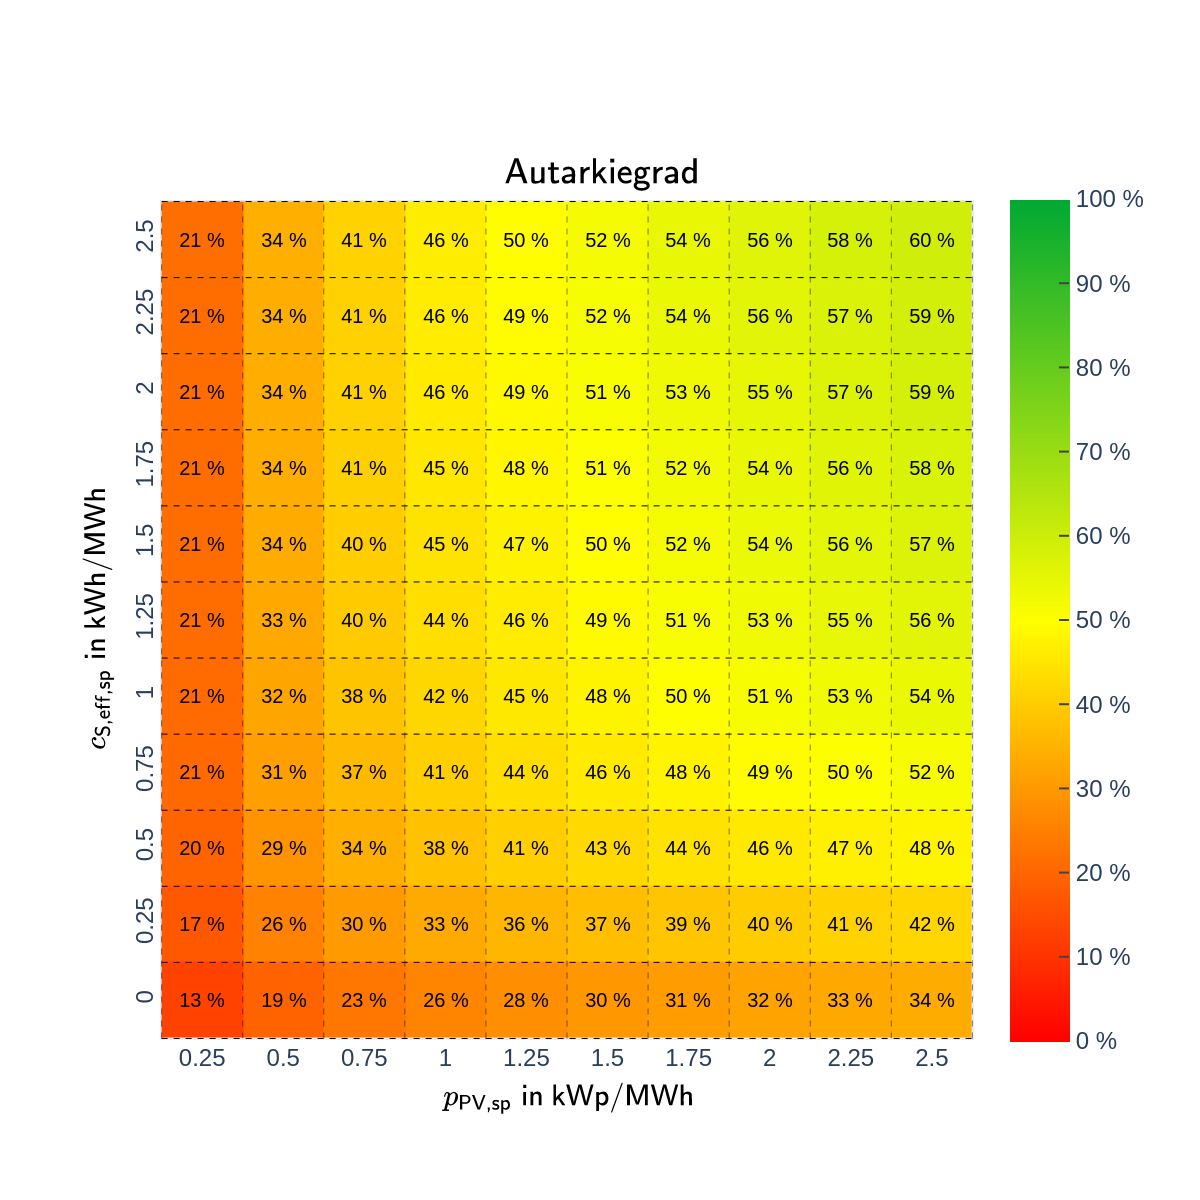 Autarkiegrad
2.5 21 % 34 % 41 % 46 % 50 % 52 % 54 % 56 % 58 % 60 %
2.25 21 % 34 % 41 % 46 % 49 % 52 % 54 % 56 % 57 % 59 %
2 21 % 34 % 41 % 46 % 49 % 51 % 53 % 55 % 57 % 59 %
1.75 21 % 34 % 41 % 45 % 48 % 51 % 52 % 54 % 56 % 58 %
1.5 21 % 34 % 40 % 45 % 47 % 50 % 52 % 54 % 56 % 57 %
1.25 21 % 33 % 40 % 44 % 46 % 49 % 51 % 53 % 55 % 56 %
1 21 % 32 % 38 % 42 % 45 % 48 % 50 % 51 % 53 % 54 %
0.75 21 % 31 % 37 % 41 % 44 % 46 % 48 % 49 % 50 % 52 %
0.5 20 % 29 % 34 % 38 % 41 % 43 % 44 % 46 % 47 % 48 %
0.25 17 % 26 % 30 % 33 % 36 % 37 % 39 % 40 % 41 % 42 %
0 13 % 19 % 23 % 26 % 28 % 30 % 31 % 32 % 33 % 34 %
0.25 0.5 0.75 1 1.25 1.5 1.75 2 2.25 2.5
p PV,sp in kWp/MWh
c S,eff,sp in kWh/MWh
100 %
90 %
80 %
70 %
60 %
50 %
40 %
30 %
20 %
10 %
0 %